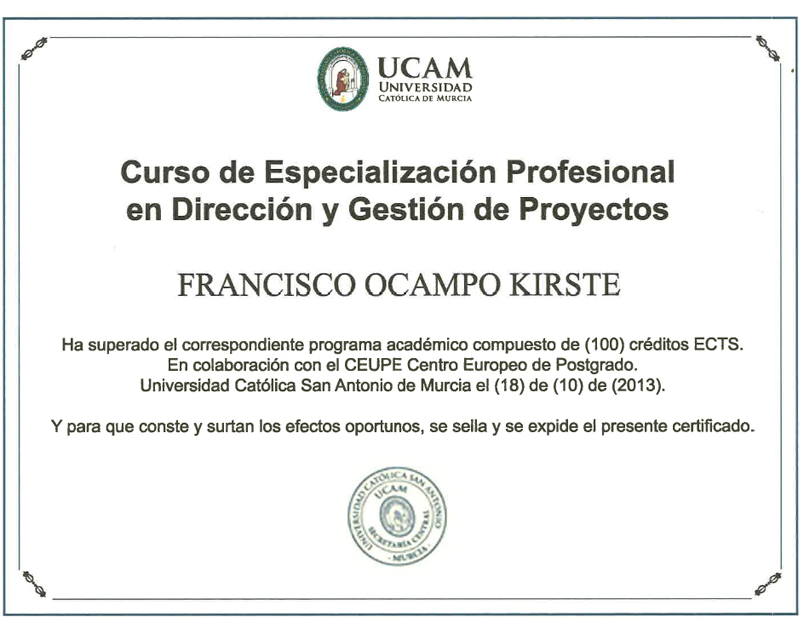 UCAM
UNIVERSIDAD
CATÓLICA DE MURCIA
Curso de Especialización Profesional
en Dirección y Gestión de Proyectos
FRANCISCO OCAMPO KIRSTE
Ha superado el correspondiente programa académico compuesto de (100) créditos ECTS.
En colaboración con el CEUPE Centro Europeo de Postgrado.
Universidad Católica San Antonio de Murcia el (18) de (10) de (2013).
Y para que conste y surtan los efectos oportunos, se sella y se expide el presente certificado.
UNIVERSIDAD CATÓLICA SAN ANTONIO
UCAM
SECRETARÍA CENTRAL
- MURCIA -